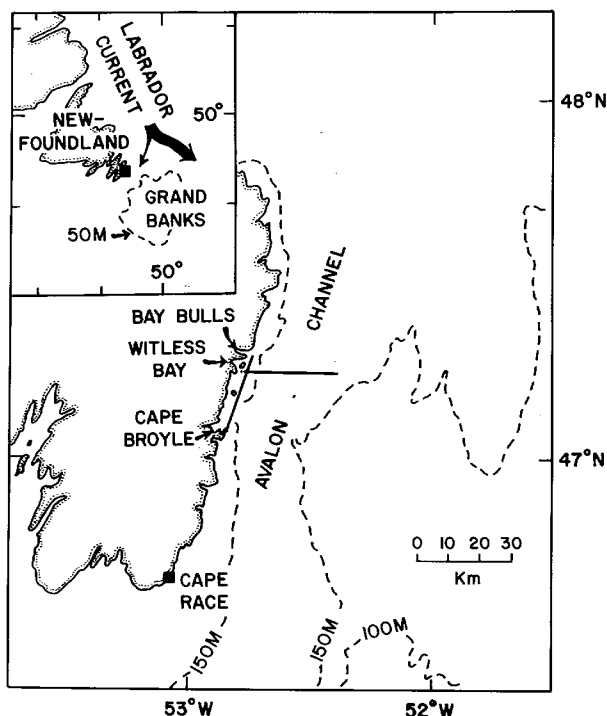 LABRADOR
CURRENT
50°
NEW-
FOUNDLAND
GRAND
BANKS
50M
50°
48°N
CHANNEL
BAY BULLS
WITLESS
BAY
CAPE
BROYLE
AVALON
47°N
0 10 20 30
Km
CAPE
RACE
150M
150M
100M
53°W
52°W